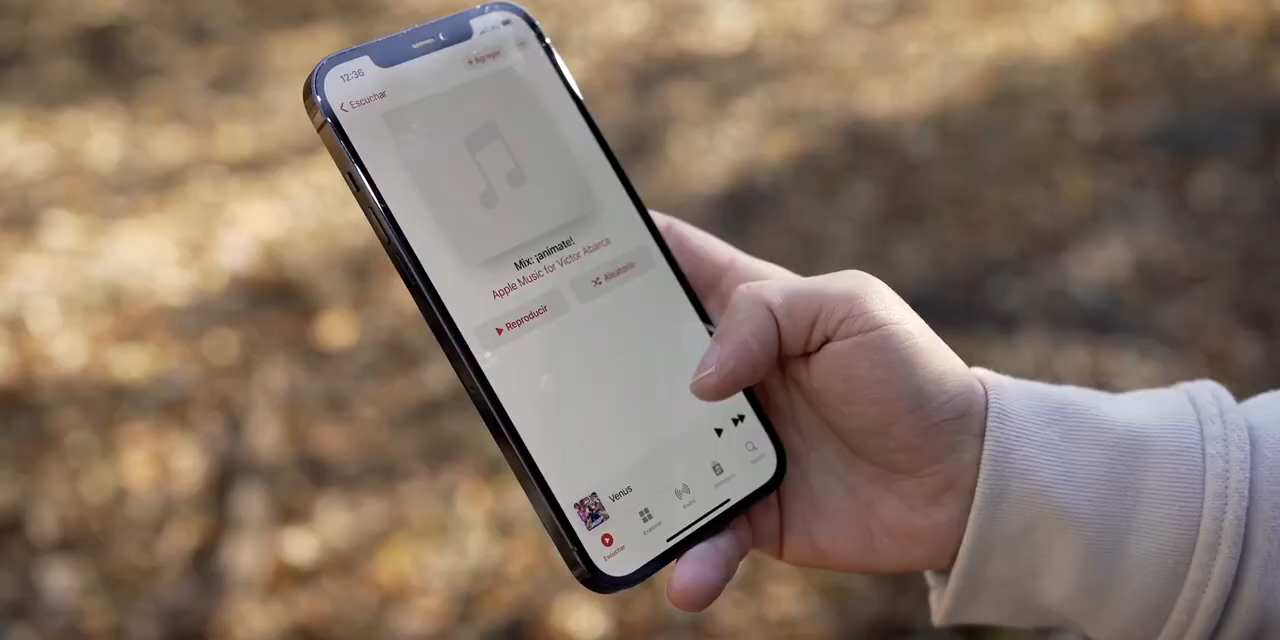 12:36
+ Agregar
Escuchar
Mix: ¡anímate!
Apple Music for Víctor Abarca
Reproducir
Aleatorio
Venus
Escuchar
Explorar
Radio